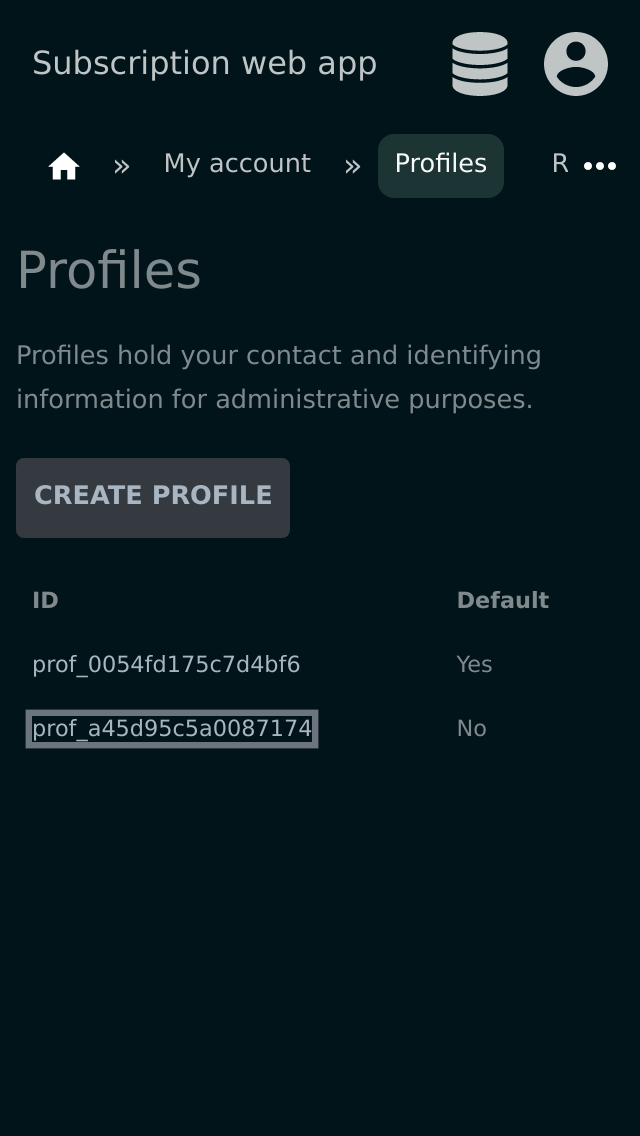 Subscription web app
» My account » Profiles R •••
Profiles
Profiles hold your contact and identifying
information for administrative purposes.
CREATE PROFILE
ID Default
prof_0054fd175c7d4bf6 Yes
prof_a45d95c5a0087174 No